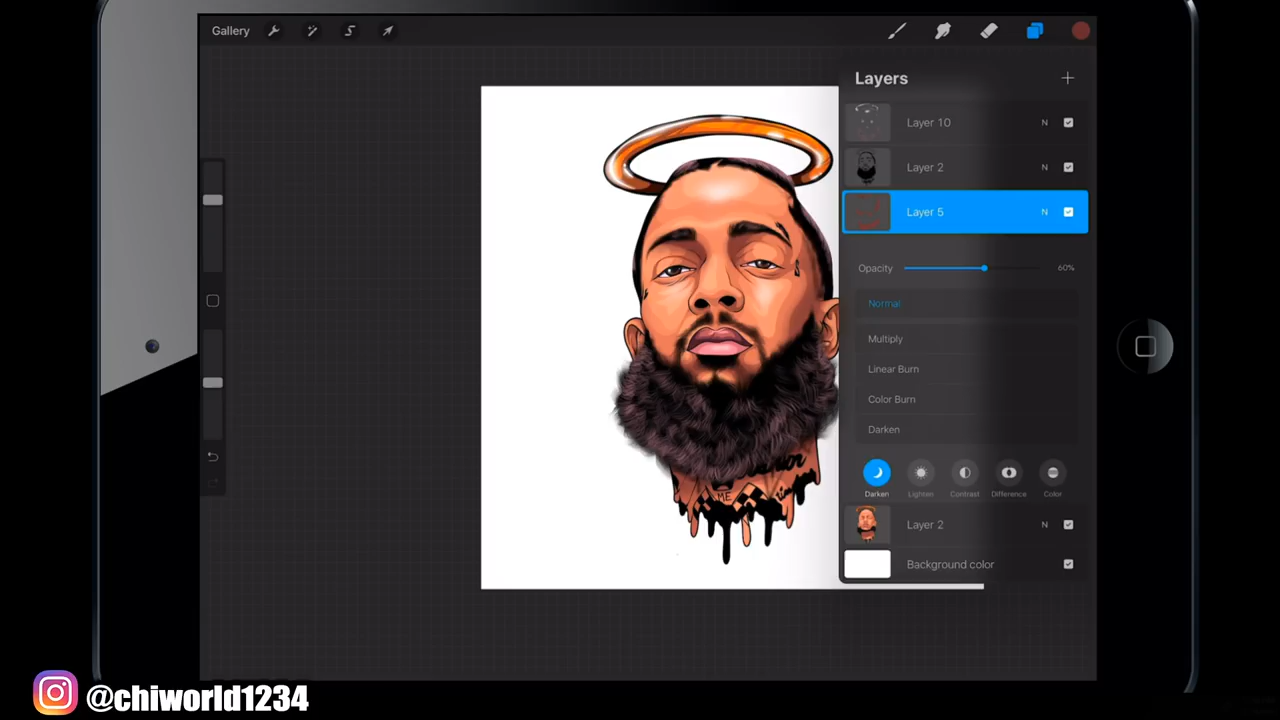 Gallery
Layers
Layer 10 N
Layer 2 N
Layer 5 N
Opacity 60%
Normal
Multiply
Linear Burn
Color Burn
Darken
Darken Lighten Contrast Difference Color
Layer 2 N
Background color
ME
@chiworld1234